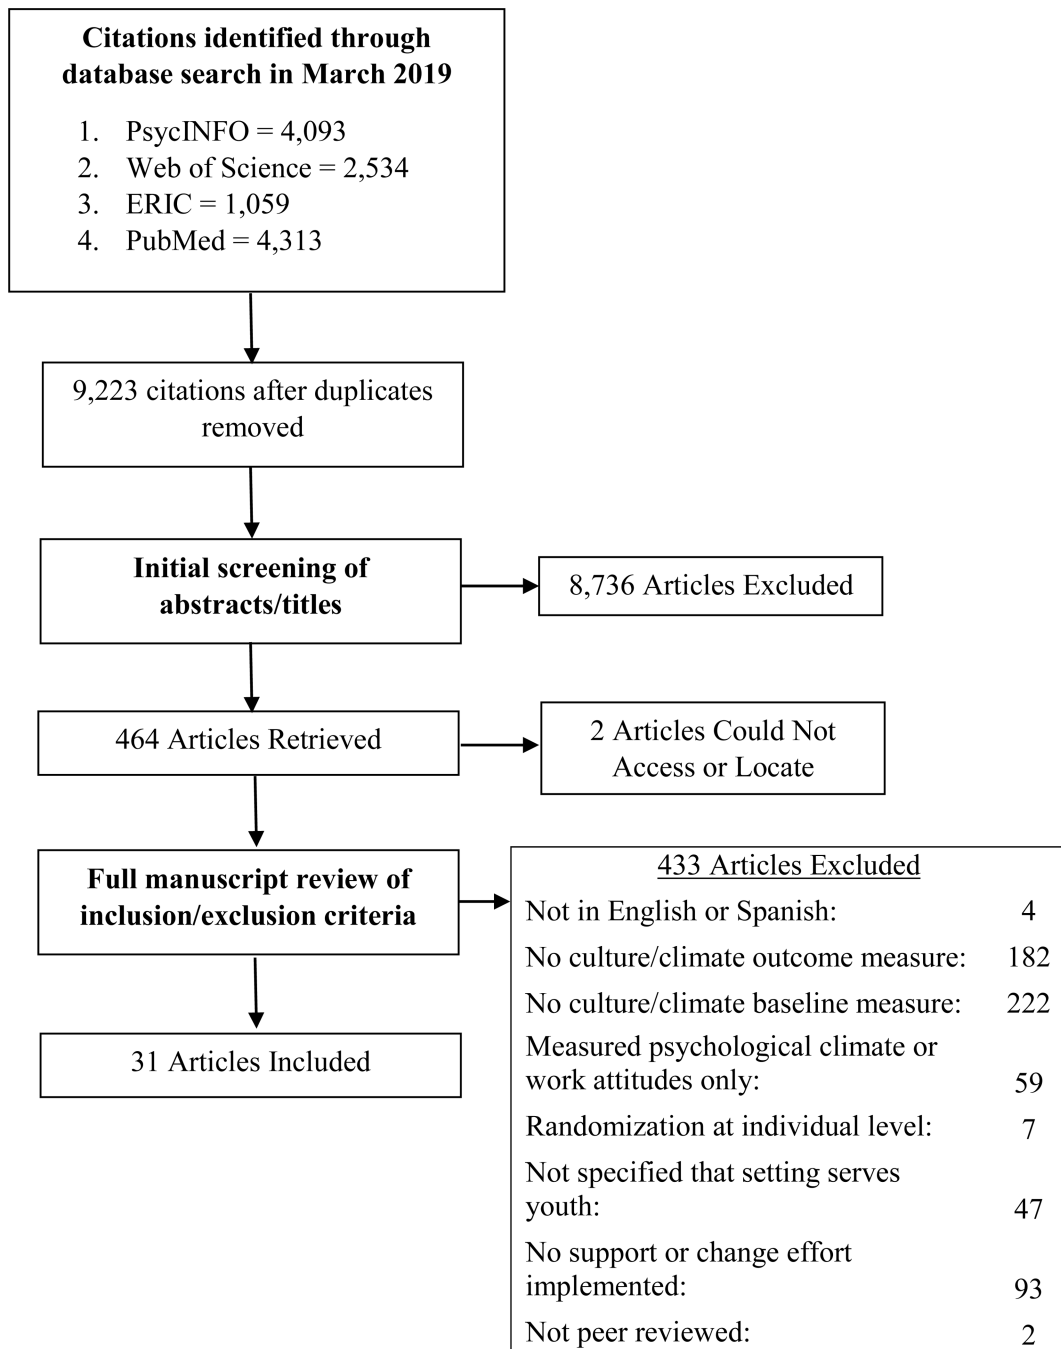 Citations identified through
database search in March 2019
1. PsycINFO = 4,093
2. Web of Science = 2,534
3. ERIC = 1,059
4. PubMed = 4,313
9,223 citations after duplicates
removed
Initial screening of
abstracts/titles
8,736 Articles Excluded
464 Articles Retrieved
2 Articles Could Not
Access or Locate
Full manuscript review of
inclusion/exclusion criteria
433 Articles Excluded
Not in English or Spanish: 4
No culture/climate outcome measure: 182
No culture/climate baseline measure: 222
Measured psychological climate or
work attitudes only: 59
Randomization at individual level: 7
Not specified that setting serves
youth: 47
No support or change effort
implemented: 93
Not peer reviewed: 2
31 Articles Included